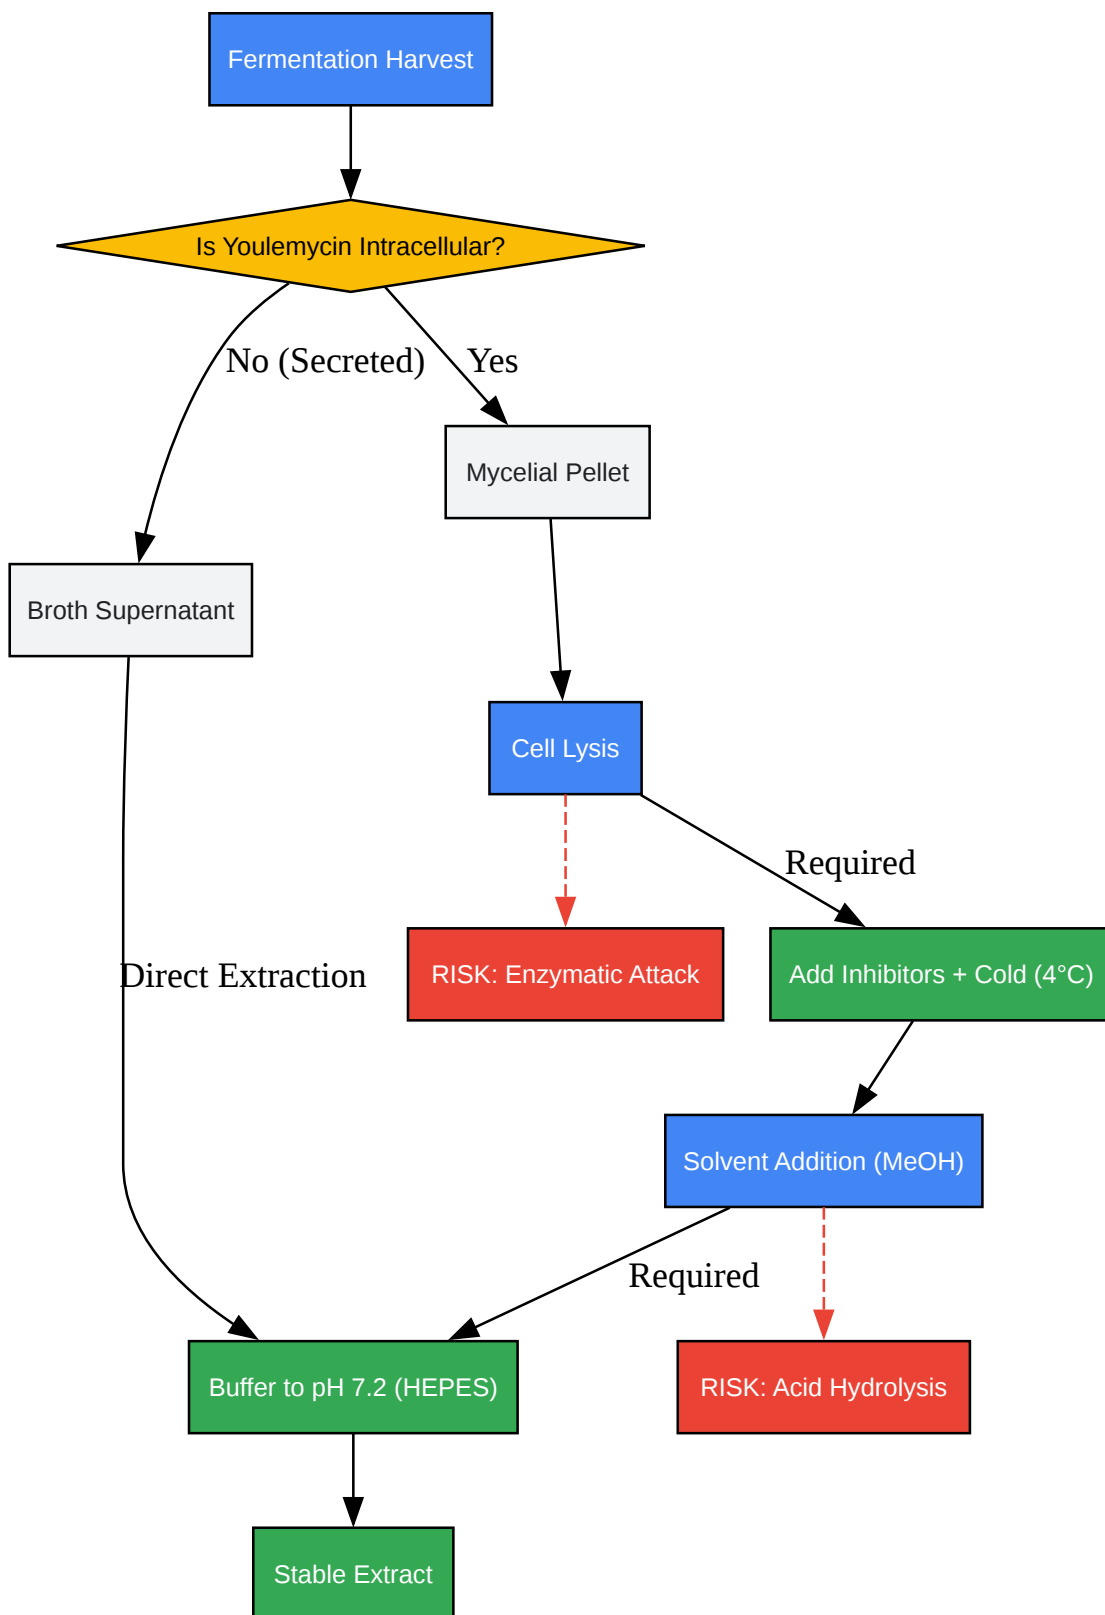 Fermentation Harvest
Is Youlemycin Intracellular?
No (Secreted)
Yes
Mycelial Pellet
Broth Supernatant
Cell Lysis
Required
Direct Extraction
RISK: Enzymatic Attack
Add Inhibitors + Cold (4°C)
Solvent Addition (MeOH)
Required
Buffer to pH 7.2 (HEPES)
RISK: Acid Hydrolysis
Stable Extract